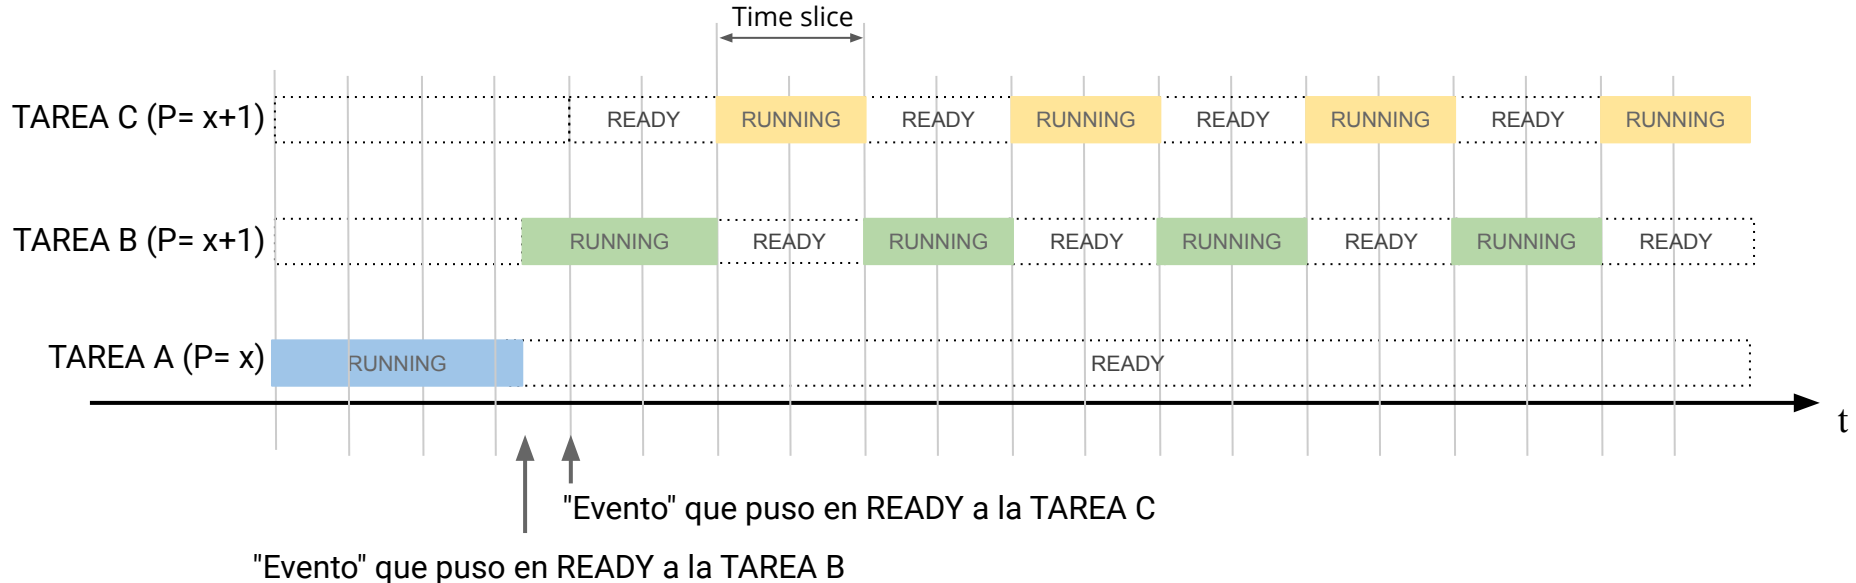 Time slice
TAREA C (P= x+1) READY RUNNING READY RUNNING READY RUNNING READY RUNNING
TAREA B (P= x+1) RUNNING READY RUNNING READY RUNNING READY RUNNING READY
TAREA A (P= x) RUNNING READY
t
"Evento" que puso en READY a la TAREA C
"Evento" que puso en READY a la TAREA B